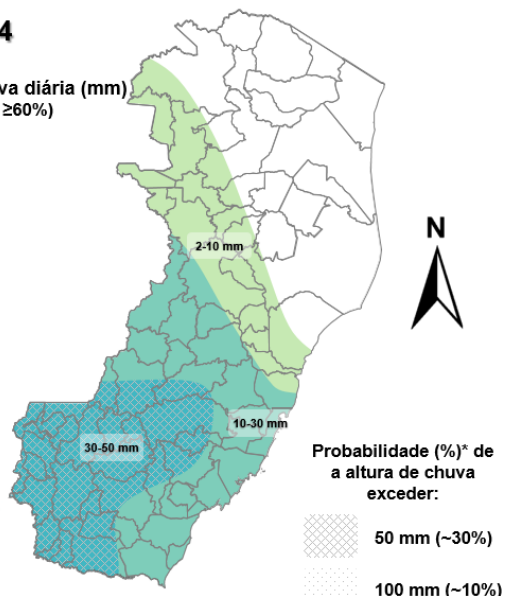 4
va diária (mm)
≥60%)
2-10 mm
N
10-30 mm
30-50 mm
Probabilidade (%)* de
a altura de chuva
exceder:
50 mm (~30%)
100 mm (~10%)